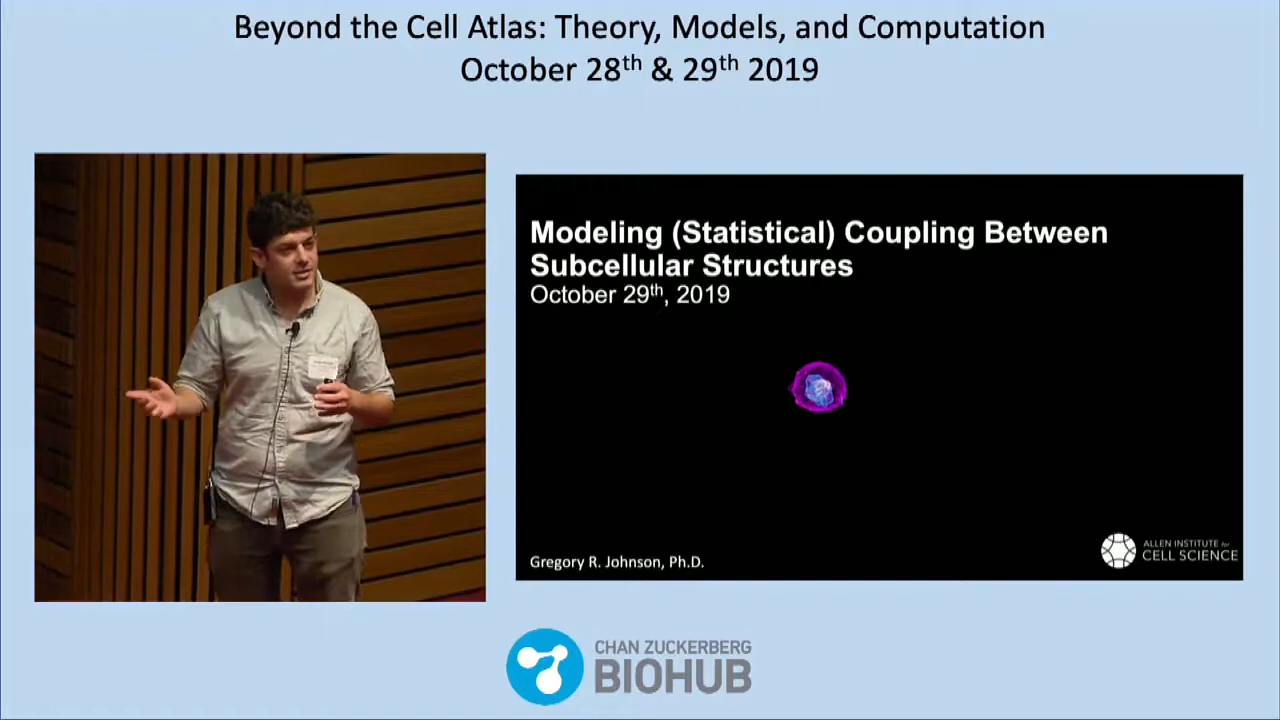 Beyond the Cell Atlas: Theory, Models, and Computation
October 28th & 29th 2019
Modeling (Statistical) Coupling Between
Subcellular Structures
October 29th, 2019
Gregory R. Johnson, Ph.D.
ALLEN INSTITUTE for
CELL SCIENCE
CHAN ZUCKERBERG
BIOHUB